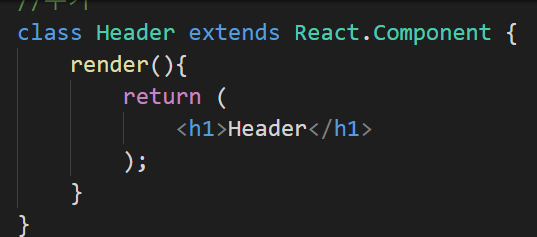 //
class Header extends React.Component {
    render(){
        return (
            <h1>Header</h1>
        );
    }
}